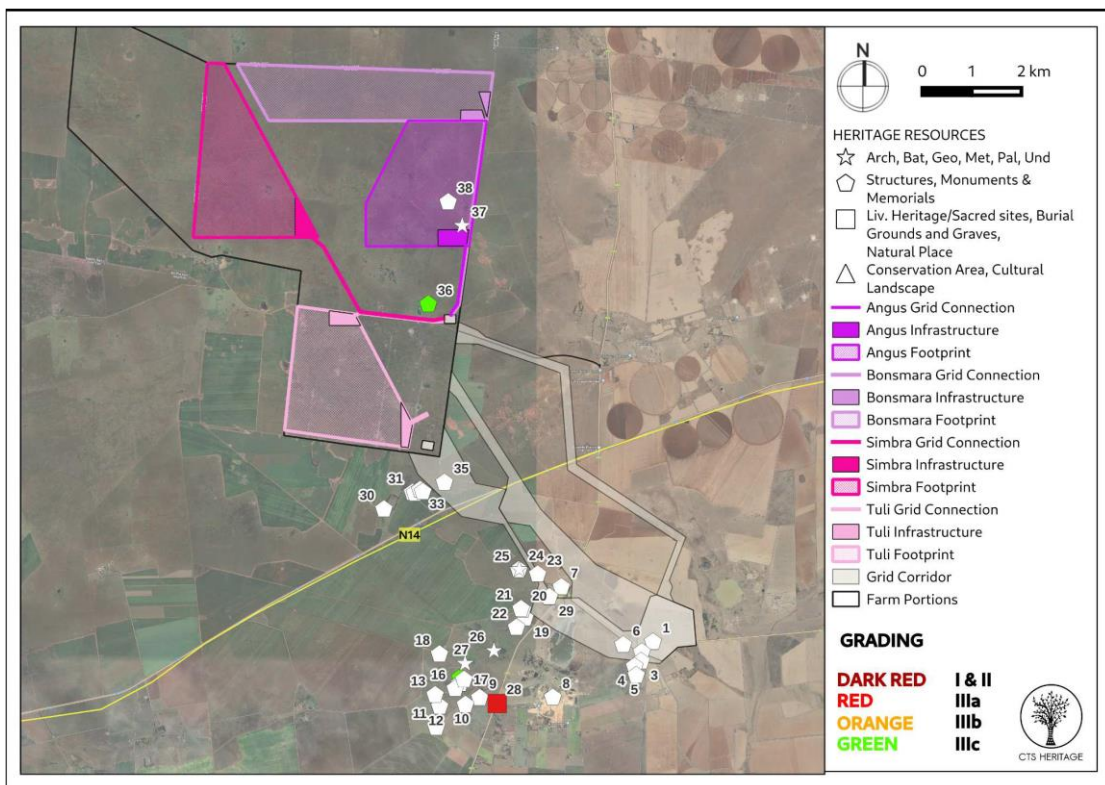 N
0 1 2 km
HERITAGE RESOURCES
Arch, Bat, Geo, Met, Pal, Und
Structures, Monuments &
Memorials
Liv. Heritage/Sacred sites, Burial
Grounds and Graves,
Natural Place
Conservation Area, Cultural
Landscape
Angus Grid Connection
Angus Infrastructure
Angus Footprint
Bonsmara Grid Connection
Bonsmara Infrastructure
Bonsmara Footprint
Simbra Grid Connection
Simbra Infrastructure
Simbra Footprint
Tuli Grid Connection
Tuli Infrastructure
Tuli Footprint
Grid Corridor
Farm Portions
GRADING
DARK RED I & II
RED IIIa
ORANGE IIIb
GREEN IIIc
CTS HERITAGE
38
37
36
35
31
30
33
N14
25
24
23
7
21
20
22
29
19
6
1
18
26
27
4
3
5
16
17
9
28
8
13
11
10
12